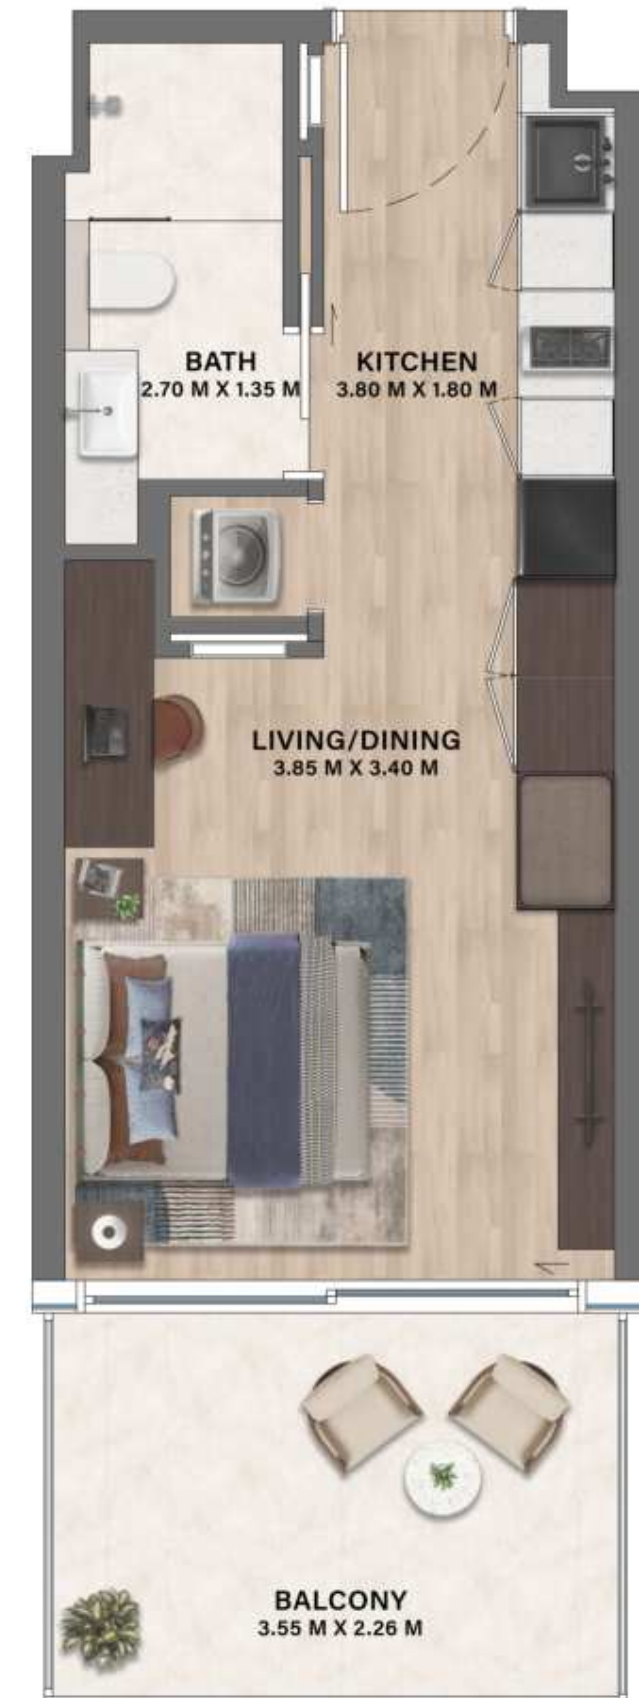 BATH
2.70 M X 1.35 M
KITCHEN
3.80 M X 1.80 M
LIVING/DINING
3.85 M X 3.40 M
BALCONY
3.55 M X 2.26 M